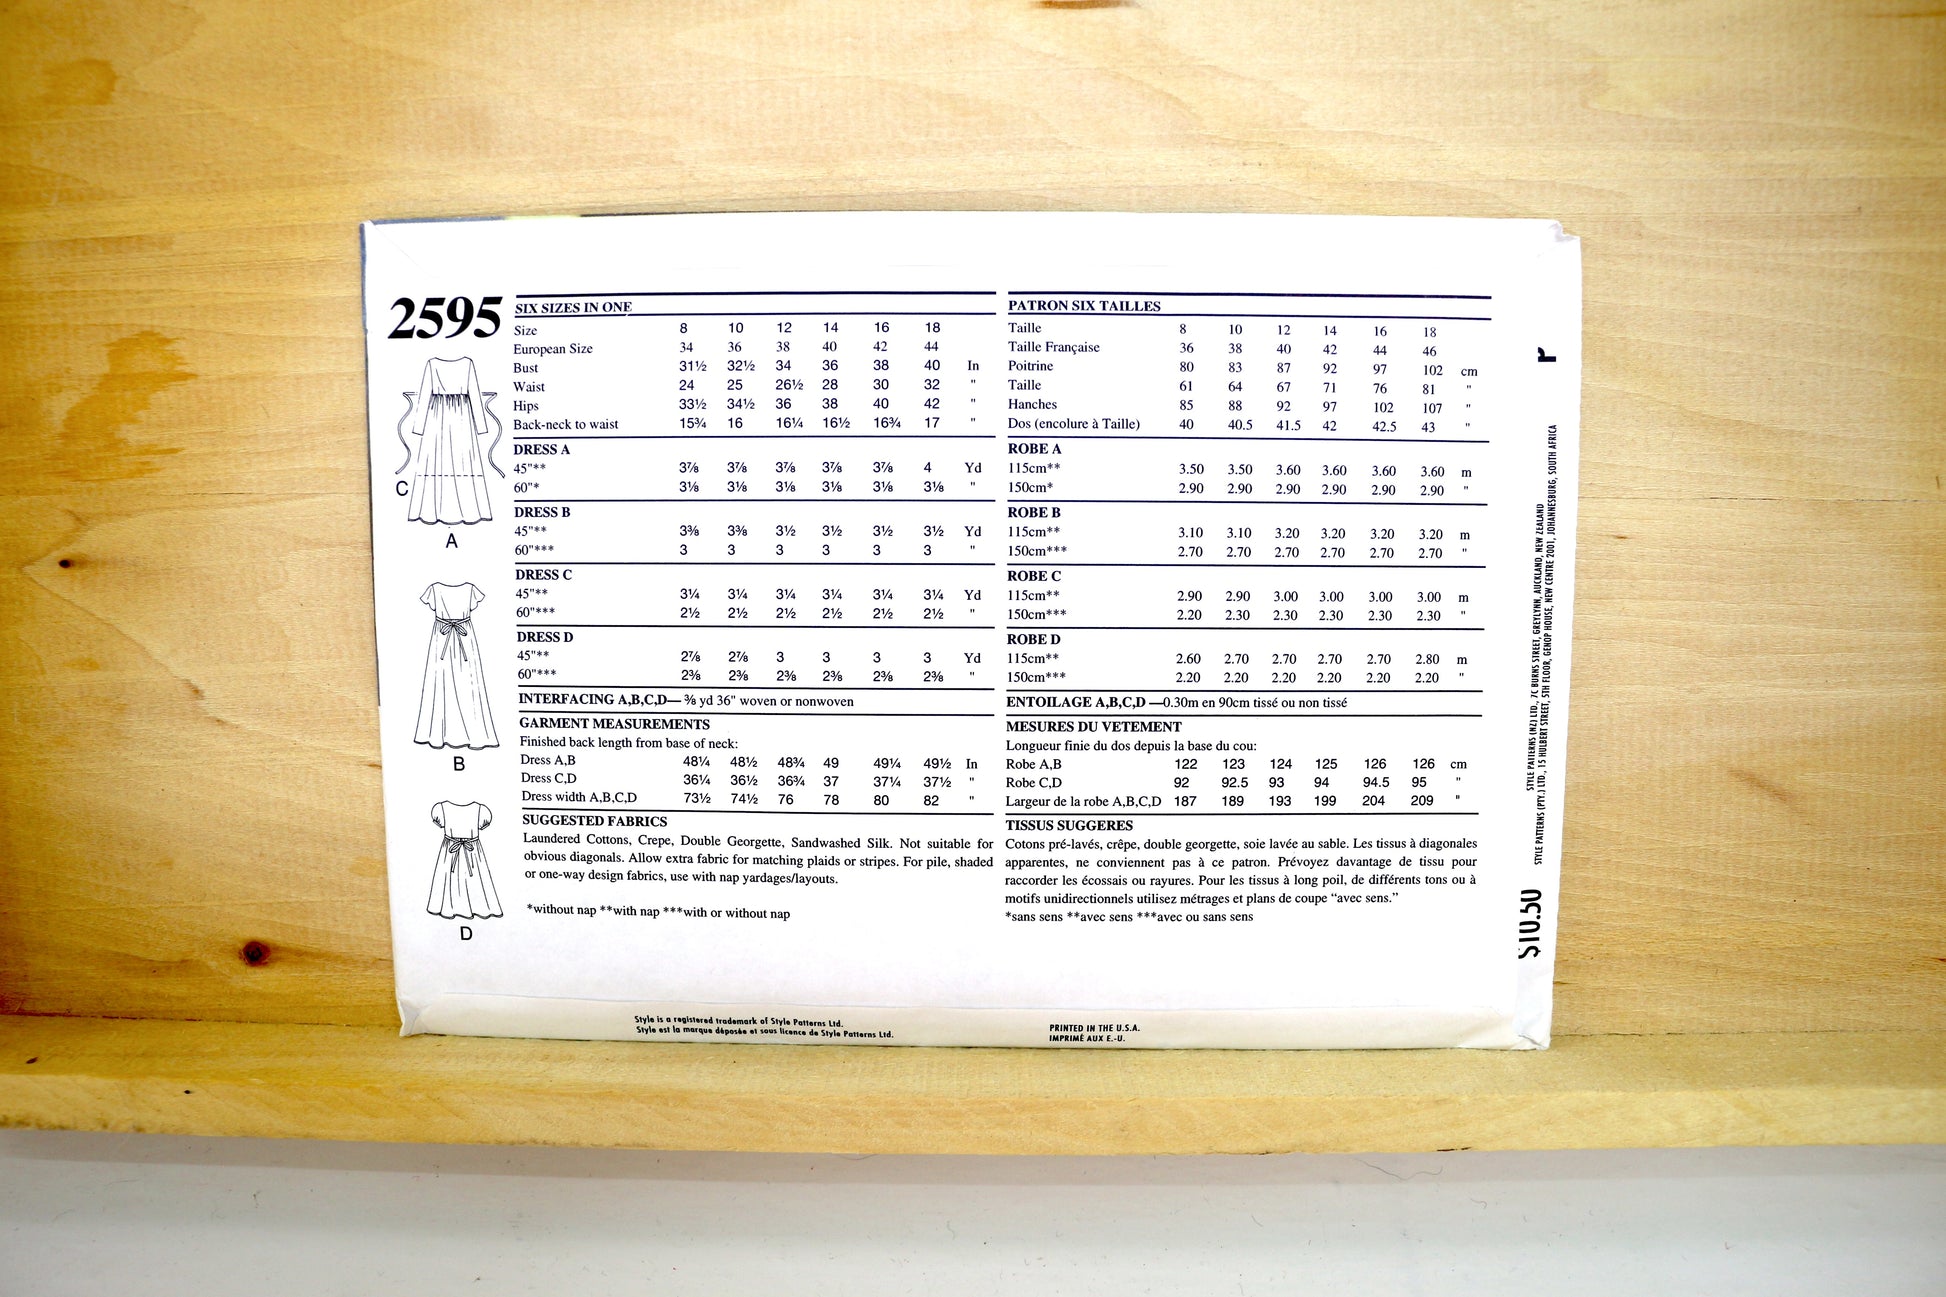 2595
A
C
B
D
SIX SIZES IN ONE
Size 8 10 12 14 16 18
European Size 34 36 38 40 42 44
Bust 31½ 32½ 34 36 38 40 In
Waist 24 25 26½ 28 30 32 "
Hips 33½ 34½ 36 38 40 42 "
Back-neck to waist 15¾ 16 16¼ 16½ 16¾ 17 "
DRESS A
45"** 3⅞ 3⅞ 3⅞ 3⅞ 3⅞ 4 Yd
60"* 3⅛ 3⅛ 3⅛ 3⅛ 3⅛ 3⅛ "
DRESS B
45"** 3⅜ 3⅜ 3½ 3½ 3½ 3½ Yd
60"*** 3 3 3 3 3 3 "
DRESS C
45"** 3¼ 3¼ 3¼ 3¼ 3¼ 3¼ Yd
60"*** 2½ 2½ 2½ 2½ 2½ 2½ "
DRESS D
45"** 2⅞ 2⅞ 3 3 3 3 Yd
60"*** 2⅜ 2⅜ 2⅜ 2⅜ 2⅜ 2⅜ "
INTERFACING A,B,C,D— ⅜ yd 36" woven or nonwoven
GARMENT MEASUREMENTS
Finished back length from base of neck:
Dress A,B 48¼ 48½ 48¾ 49 49¼ 49½ In
Dress C,D 36¼ 36½ 36¾ 37 37¼ 37½ "
Dress width A,B,C,D 73½ 74½ 76 78 80 82 "
SUGGESTED FABRICS
Laundered Cottons, Crepe, Double Georgette, Sandwashed Silk. Not suitable for
obvious diagonals. Allow extra fabric for matching plaids or stripes. For pile, shaded
or one-way design fabrics, use with nap yardages/layouts.
*without nap **with nap ***with or without nap
PATRON SIX TAILLES
Taille 8 10 12 14 16 18
Taille Française 36 38 40 42 44 46
Poitrine 80 83 87 92 97 102 cm
Taille 61 64 67 71 76 81 "
Hanches 85 88 92 97 102 107 "
Dos (encolure à Taille) 40 40.5 41.5 42 42.5 43 "
ROBE A
115cm** 3.50 3.50 3.60 3.60 3.60 3.60 m
150cm* 2.90 2.90 2.90 2.90 2.90 2.90 "
ROBE B
115cm** 3.10 3.10 3.20 3.20 3.20 3.20 m
150cm*** 2.70 2.70 2.70 2.70 2.70 2.70 "
ROBE C
115cm** 2.90 2.90 3.00 3.00 3.00 3.00 m
150cm*** 2.20 2.30 2.30 2.30 2.30 2.30 "
ROBE D
115cm** 2.60 2.70 2.70 2.70 2.70 2.80 m
150cm*** 2.20 2.20 2.20 2.20 2.20 2.20 "
ENTOILAGE A,B,C,D —0.30m en 90cm tissé ou non tissé
MESURES DU VETEMENT
Longueur finie du dos depuis la base du cou:
Robe A,B 122 123 124 125 126 126 cm
Robe C,D 92 92.5 93 94 94.5 95 "
Largeur de la robe A,B,C,D 187 189 193 199 204 209 "
TISSUS SUGGERES
Cotons pré-lavés, crêpe, double georgette, soie lavée au sable. Les tissus à diagonales
apparentes, ne conviennent pas à ce patron. Prévoyez davantage de tissu pour
raccorder les écossais ou rayures. Pour les tissus à long poil, de différents tons ou à
motifs unidirectionnels utilisez métrages et plans de coupe “avec sens.”
*sans sens **avec sens ***avec ou sans sens
STYLE PATTERNS (NZ) LTD., 7C BURNS STREET, GREYLYNN, AUCKLAND, NEW ZEALAND
STYLE PATTERNS (PTY.) LTD., 15 HULBERT STREET, 5TH FLOOR, GENOP HOUSE, NEW CENTRE 2001, JOHANNESBURG, SOUTH AFRICA
$10.50
Style is a registered trademark of Style Patterns Ltd.
Style est la marque déposée et sous licence de Style Patterns Ltd.
PRINTED IN THE U.S.A.
IMPRIMÉ AUX E.-U.